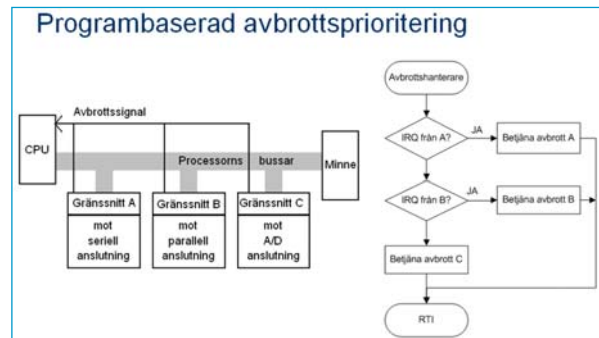 Programbaserad avbrottsprioritering
Avbrottssignal
CPU
Processorns bussar
Minne
Gränssnitt A
mot
seriell
anslutning
Gränssnitt B
mot
parallell
anslutning
Gränssnitt C
mot
A/D
anslutning
Avbrottshanterare
IRQ från A?
JA
Betjäna avbrott A
IRQ från B?
JA
Betjäna avbrott B
Betjäna avbrott C
RTI